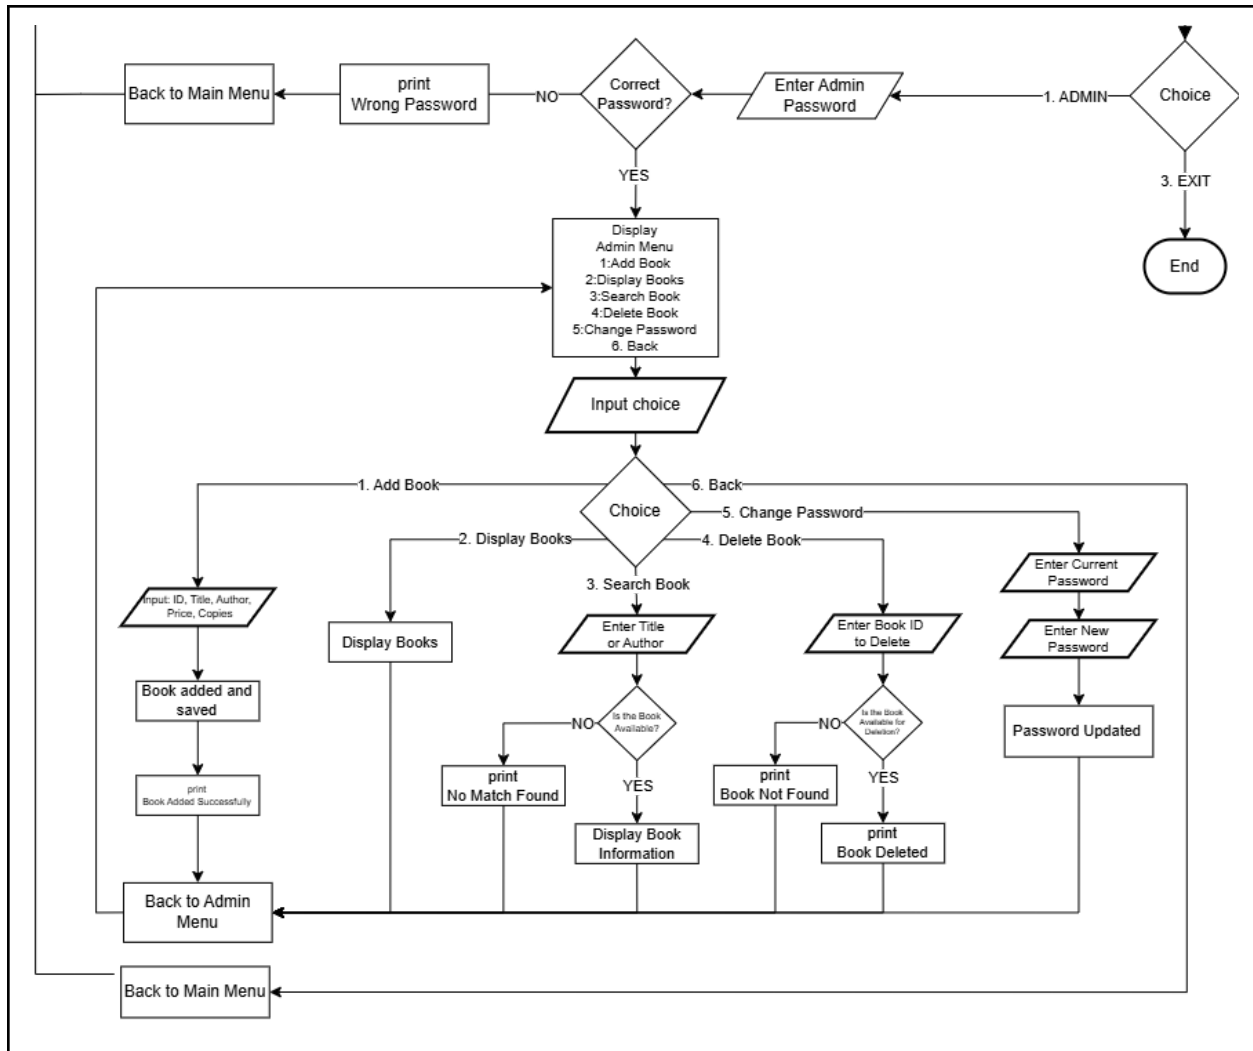 Back to Main Menu
print
Wrong Password
NO
Correct
Password?
Enter Admin
Password
1. ADMIN
Choice
YES
3. EXIT
End
Display
Admin Menu
1:Add Book
2:Display Books
3:Search Book
4:Delete Book
5:Change Password
6. Back
Input choice
Choice
1. Add Book
6. Back
5. Change Password
2. Display Books
4. Delete Book
3. Search Book
Input: ID, Title, Author,
Price, Copies
Display Books
Enter Title
or Author
Enter Book ID
to Delete
Enter Current
Password
Enter New
Password
Book added and
saved
Is the Book
Available?
NO
Is the Book
Available for
Deletion?
NO
Password Updated
print
Book Added Successfully
print
No Match Found
YES
print
Book Not Found
YES
Display Book
Information
print
Book Deleted
Back to Admin
Menu
Back to Main Menu